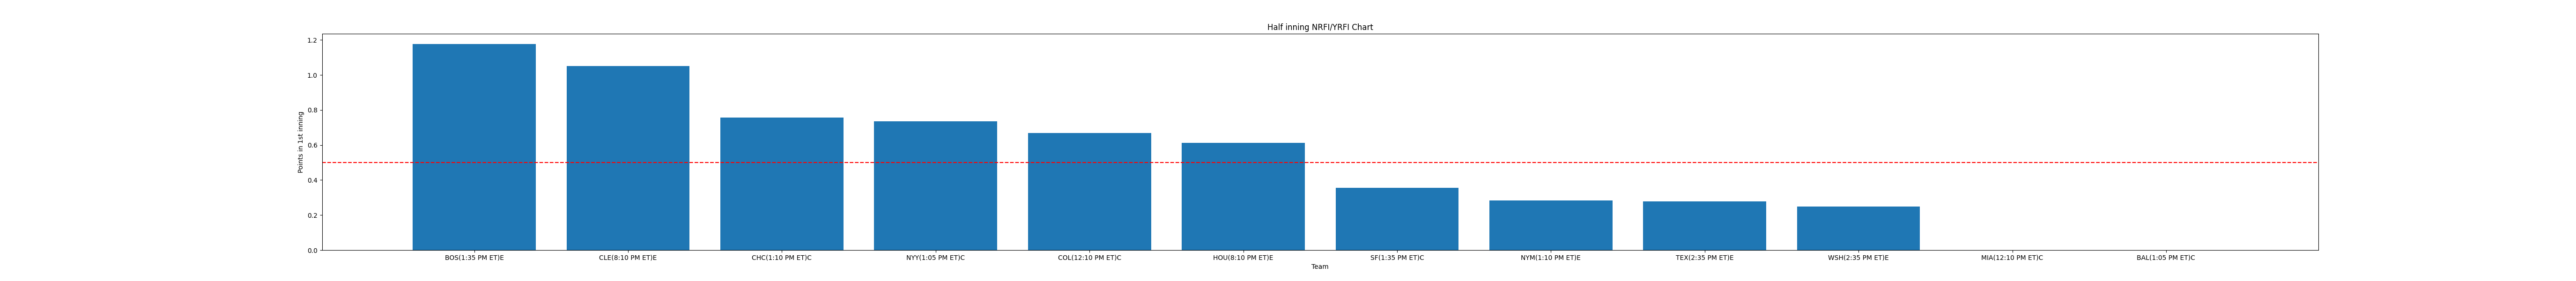 Half inning NRFI/YRFI Chart
1.2
1.0
0.8
0.6
0.4
0.2
0.0
Points in 1st inning
BOS(1:35 PM ET)E CLE(8:10 PM ET)E CHC(1:10 PM ET)C NYY(1:05 PM ET)C COL(12:10 PM ET)C HOU(8:10 PM ET)E SF(1:35 PM ET)C NYM(1:10 PM ET)E TEX(2:35 PM ET)E WSH(2:35 PM ET)E MIA(12:10 PM ET)C BAL(1:05 PM ET)C
Team